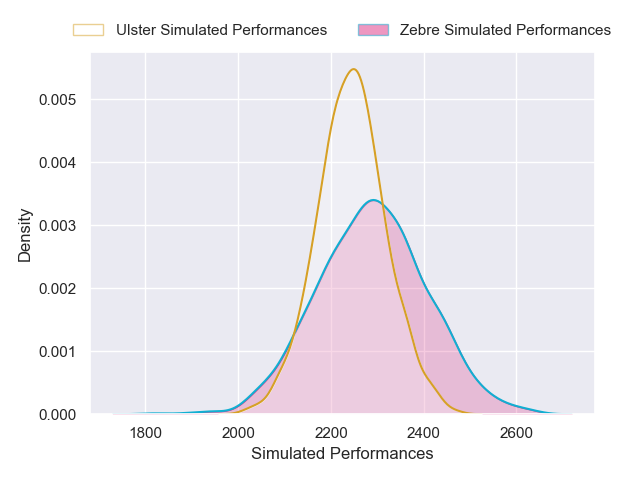 Ulster Simulated Performances Zebre Simulated Performances
0.005
0.004
0.003
0.002
0.001
0.000
Density
1800 2000 2200 2400 2600
Simulated Performances